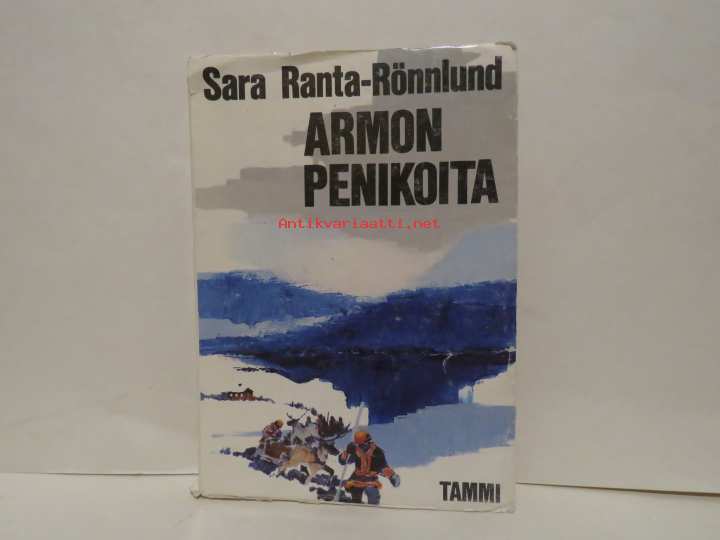 Sara Ranta-Rönnlund
ARMON
PENIKOITA
Antikvariaatti.net
TAMMI